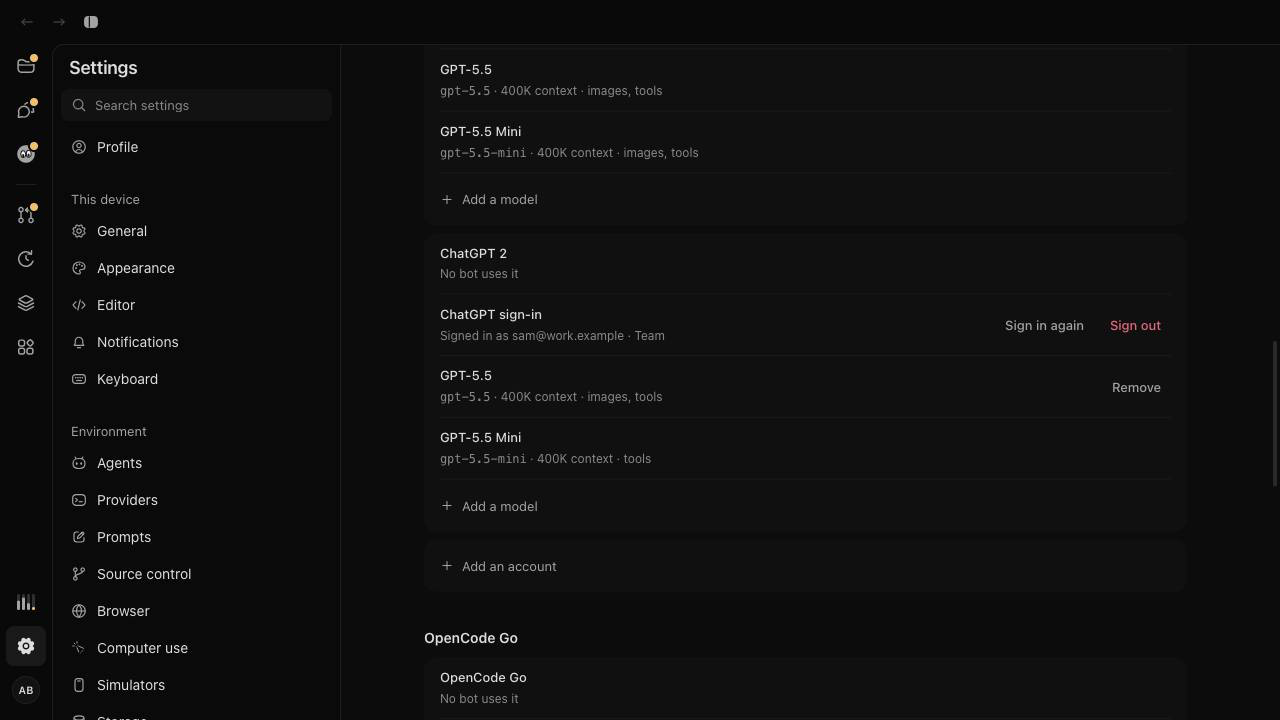 Settings
Search settings
Profile
This device
General
Appearance
Editor
Notifications
Keyboard
Environment
Agents
Providers
Prompts
Source control
Browser
Computer use
Simulators
Storage
AB
GPT-5.5
gpt-5.5 · 400K context · images, tools
GPT-5.5 Mini
gpt-5.5-mini · 400K context · images, tools
+ Add a model
ChatGPT 2
No bot uses it
ChatGPT sign-in
Signed in as sam@work.example · Team
Sign in again
Sign out
GPT-5.5
gpt-5.5 · 400K context · images, tools
Remove
GPT-5.5 Mini
gpt-5.5-mini · 400K context · tools
+ Add a model
+ Add an account
OpenCode Go
OpenCode Go
No bot uses it